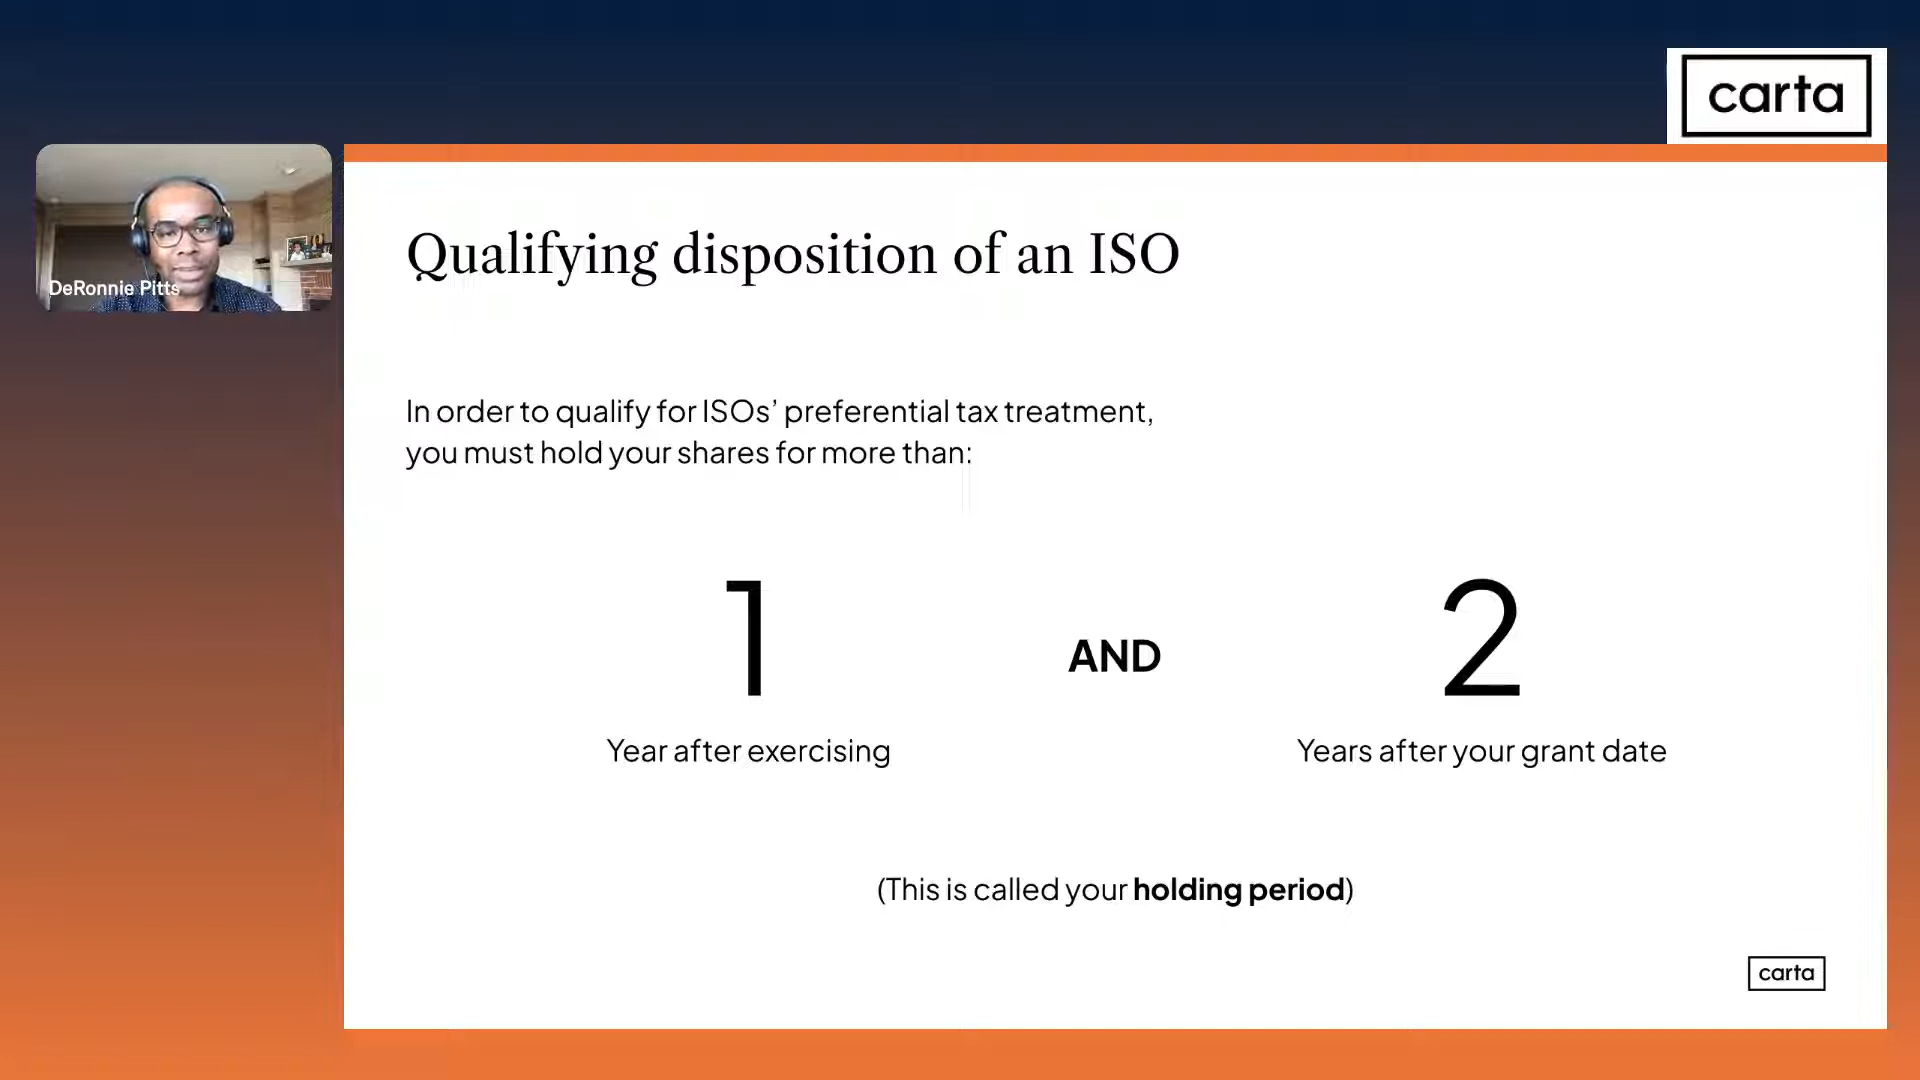 carta
DeRonnie Pitts
Qualifying disposition of an ISO
In order to qualify for ISOs’ preferential tax treatment,
you must hold your shares for more than:
1
AND
2
Year after exercising
Years after your grant date
(This is called your holding period)
carta